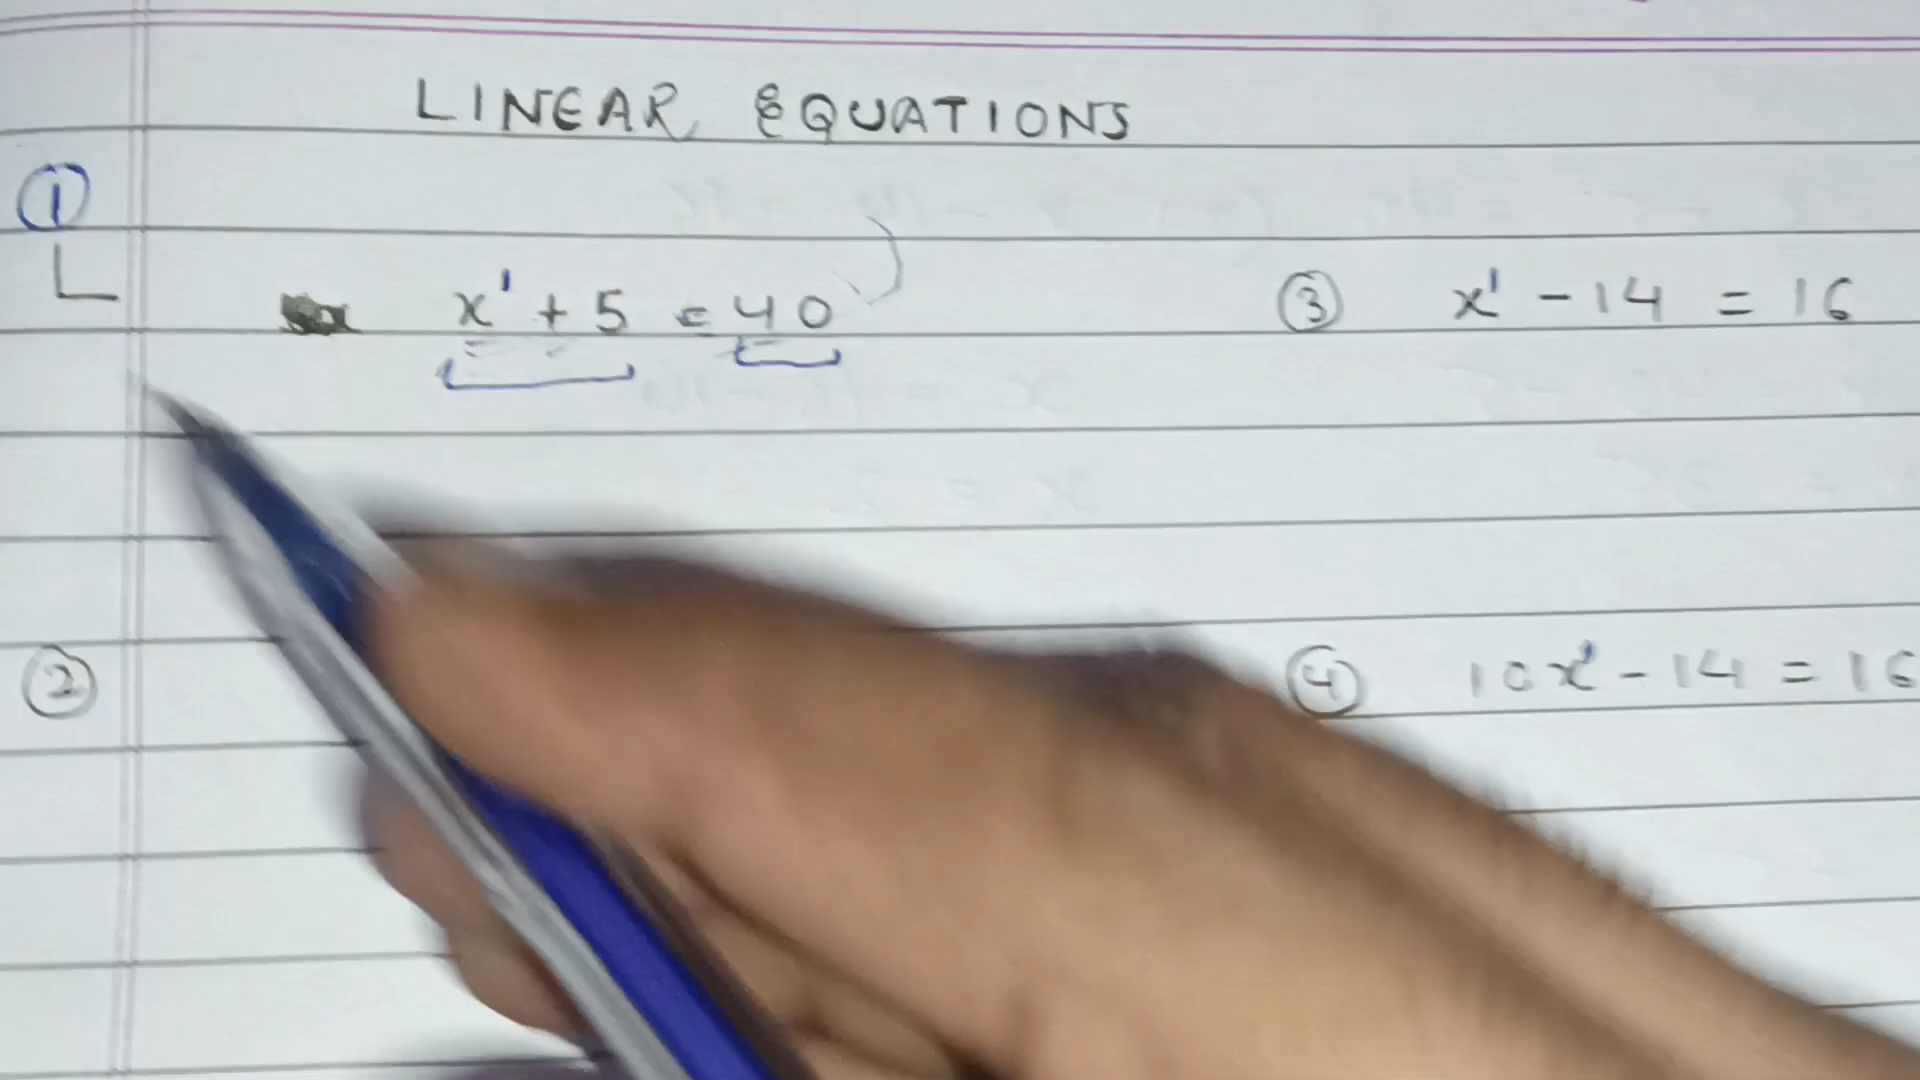 LINEAR EQUATIONS
①
L
x¹ + 5 = 40
③ x¹ - 14 = 16
②
④ 10x¹ - 14 = 16